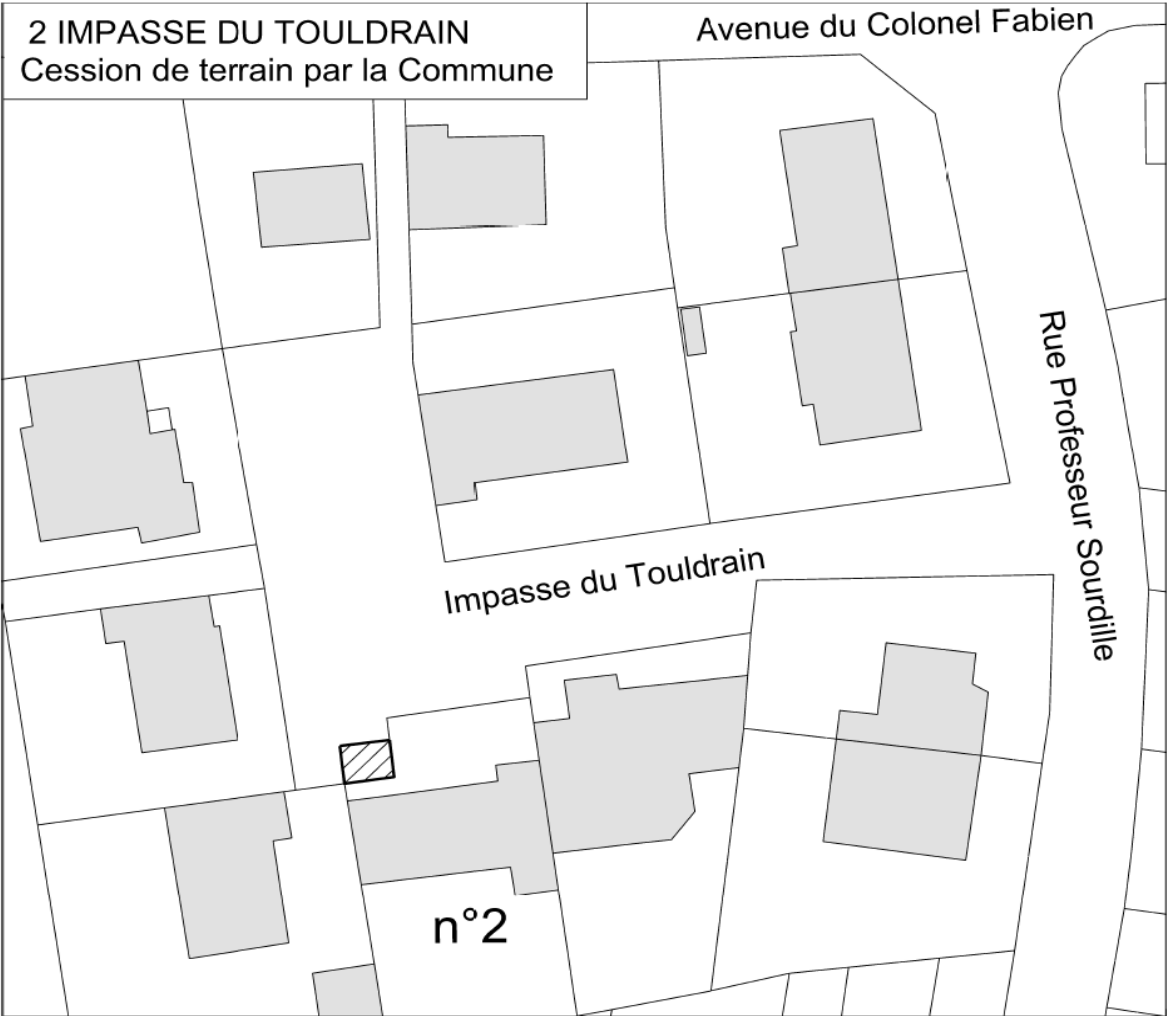 2 IMPASSE DU TOULDRAIN
Cession de terrain par la Commune
Avenue du Colonel Fabien
Rue Professeur Sourdille
Impasse du Touldrain
n°2